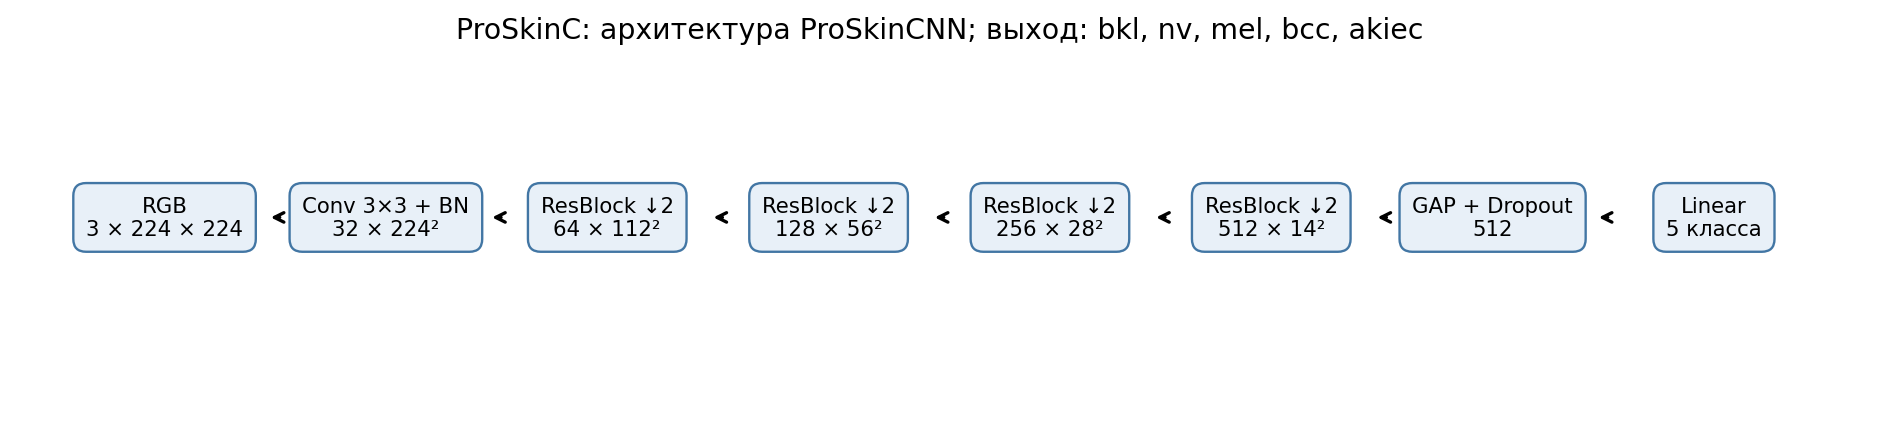 ProSkinC: архитектура ProSkinCNN; выход: bkl, nv, mel, bcc, akiec
RGB
3 × 224 × 224
Conv 3×3 + BN
32 × 224²
ResBlock ↓2
64 × 112²
ResBlock ↓2
128 × 56²
ResBlock ↓2
256 × 28²
ResBlock ↓2
512 × 14²
GAP + Dropout
512
Linear
5 класса